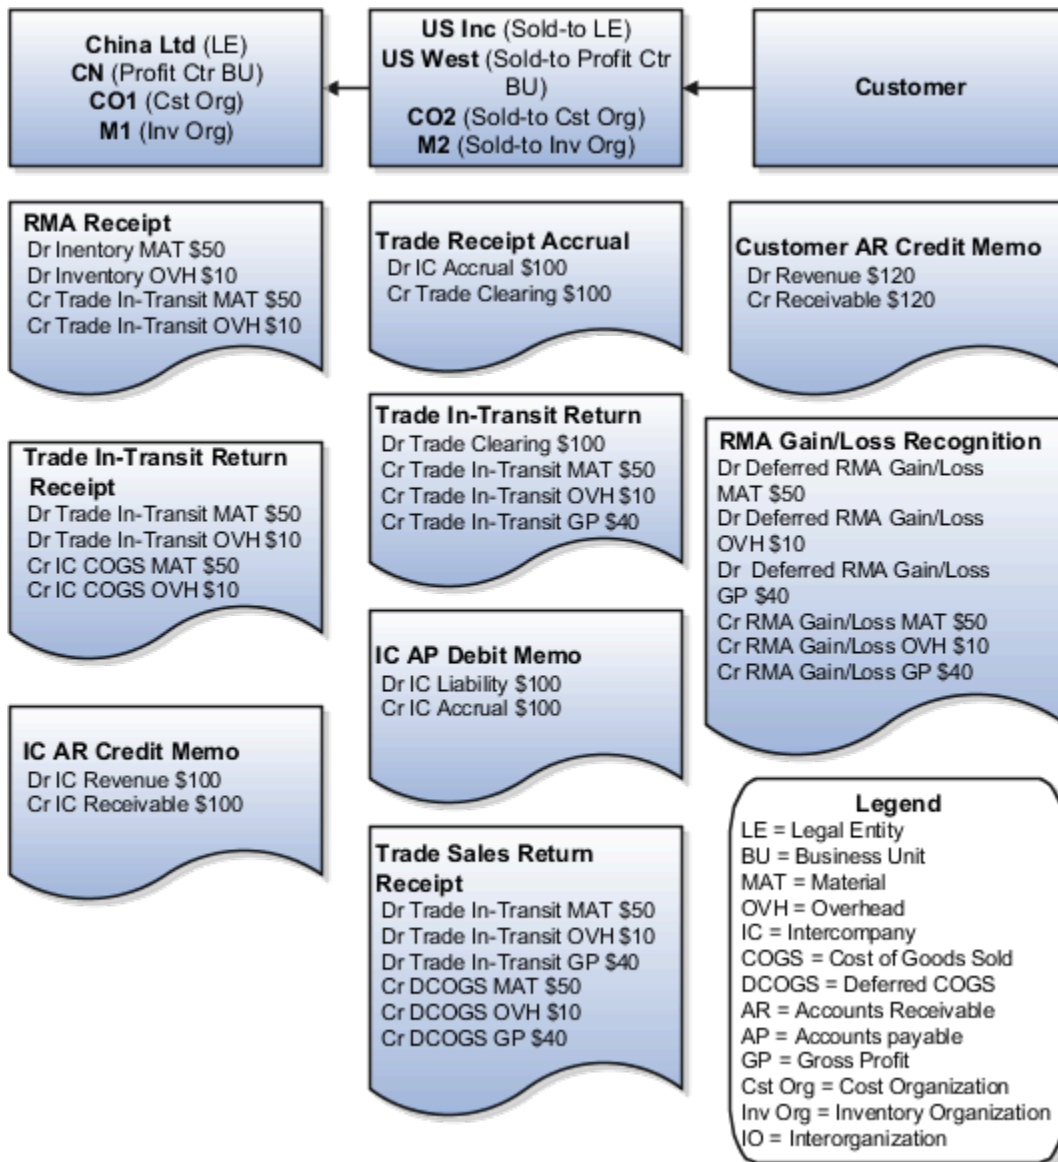 China Ltd (LE)
CN (Profit Ctr BU)
CO1 (Cst Org)
M1 (Inv Org)
US Inc (Sold-to LE)
US West (Sold-to Profit Ctr
BU)
CO2 (Sold-to Cst Org)
M2 (Sold-to Inv Org)
Customer
RMA Receipt
Dr Inentory MAT $50
Dr Inventory OVH $10
Cr Trade In-Transit MAT $50
Cr Trade In-Transit OVH $10
Trade In-Transit Return
Receipt
Dr Trade In-Transit MAT $50
Dr Trade In-Transit OVH $10
Cr IC COGS MAT $50
Cr IC COGS OVH $10
IC AR Credit Memo
Dr IC Revenue $100
Cr IC Receivable $100
Trade Receipt Accrual
Dr IC Accrual $100
Cr Trade Clearing $100
Trade In-Transit Return
Dr Trade Clearing $100
Cr Trade In-Transit MAT $50
Cr Trade In-Transit OVH $10
Cr Trade In-Transit GP $40
IC AP Debit Memo
Dr IC Liability $100
Cr IC Accrual $100
Trade Sales Return
Receipt
Dr Trade In-Transit MAT $50
Dr Trade In-Transit OVH $10
Dr Trade In-Transit GP $40
Cr DCOGS MAT $50
Cr DCOGS OVH $10
Cr DCOGS GP $40
Customer AR Credit Memo
Dr Revenue $120
Cr Receivable $120
RMA Gain/Loss Recognition
Dr Deferred RMA Gain/Loss
MAT $50
Dr Deferred RMA Gain/Loss
OVH $10
Dr Deferred RMA Gain/Loss
GP $40
Cr RMA Gain/Loss MAT $50
Cr RMA Gain/Loss OVH $10
Cr RMA Gain/Loss GP $40
Legend
LE = Legal Entity
BU = Business Unit
MAT = Material
OVH = Overhead
IC = Intercompany
COGS = Cost of Goods Sold
DCOGS = Deferred COGS
AR = Accounts Receivable
AP = Accounts payable
GP = Gross Profit
Cst Org = Cost Organization
Inv Org = Inventory Organization
IO = Interorganization